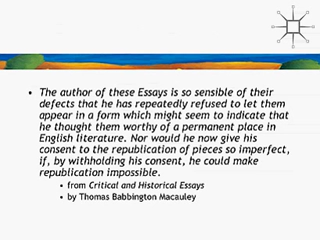 • The author of these Essays is so sensible of their
defects that he has repeatedly refused to let them
appear in a form which might seem to indicate that
he thought them worthy of a permanent place in
English literature. Nor would he now give his
consent to the republication of pieces so imperfect,
if, by withholding his consent, he could make
republication impossible.
• from Critical and Historical Essays
• by Thomas Babbington Macauley